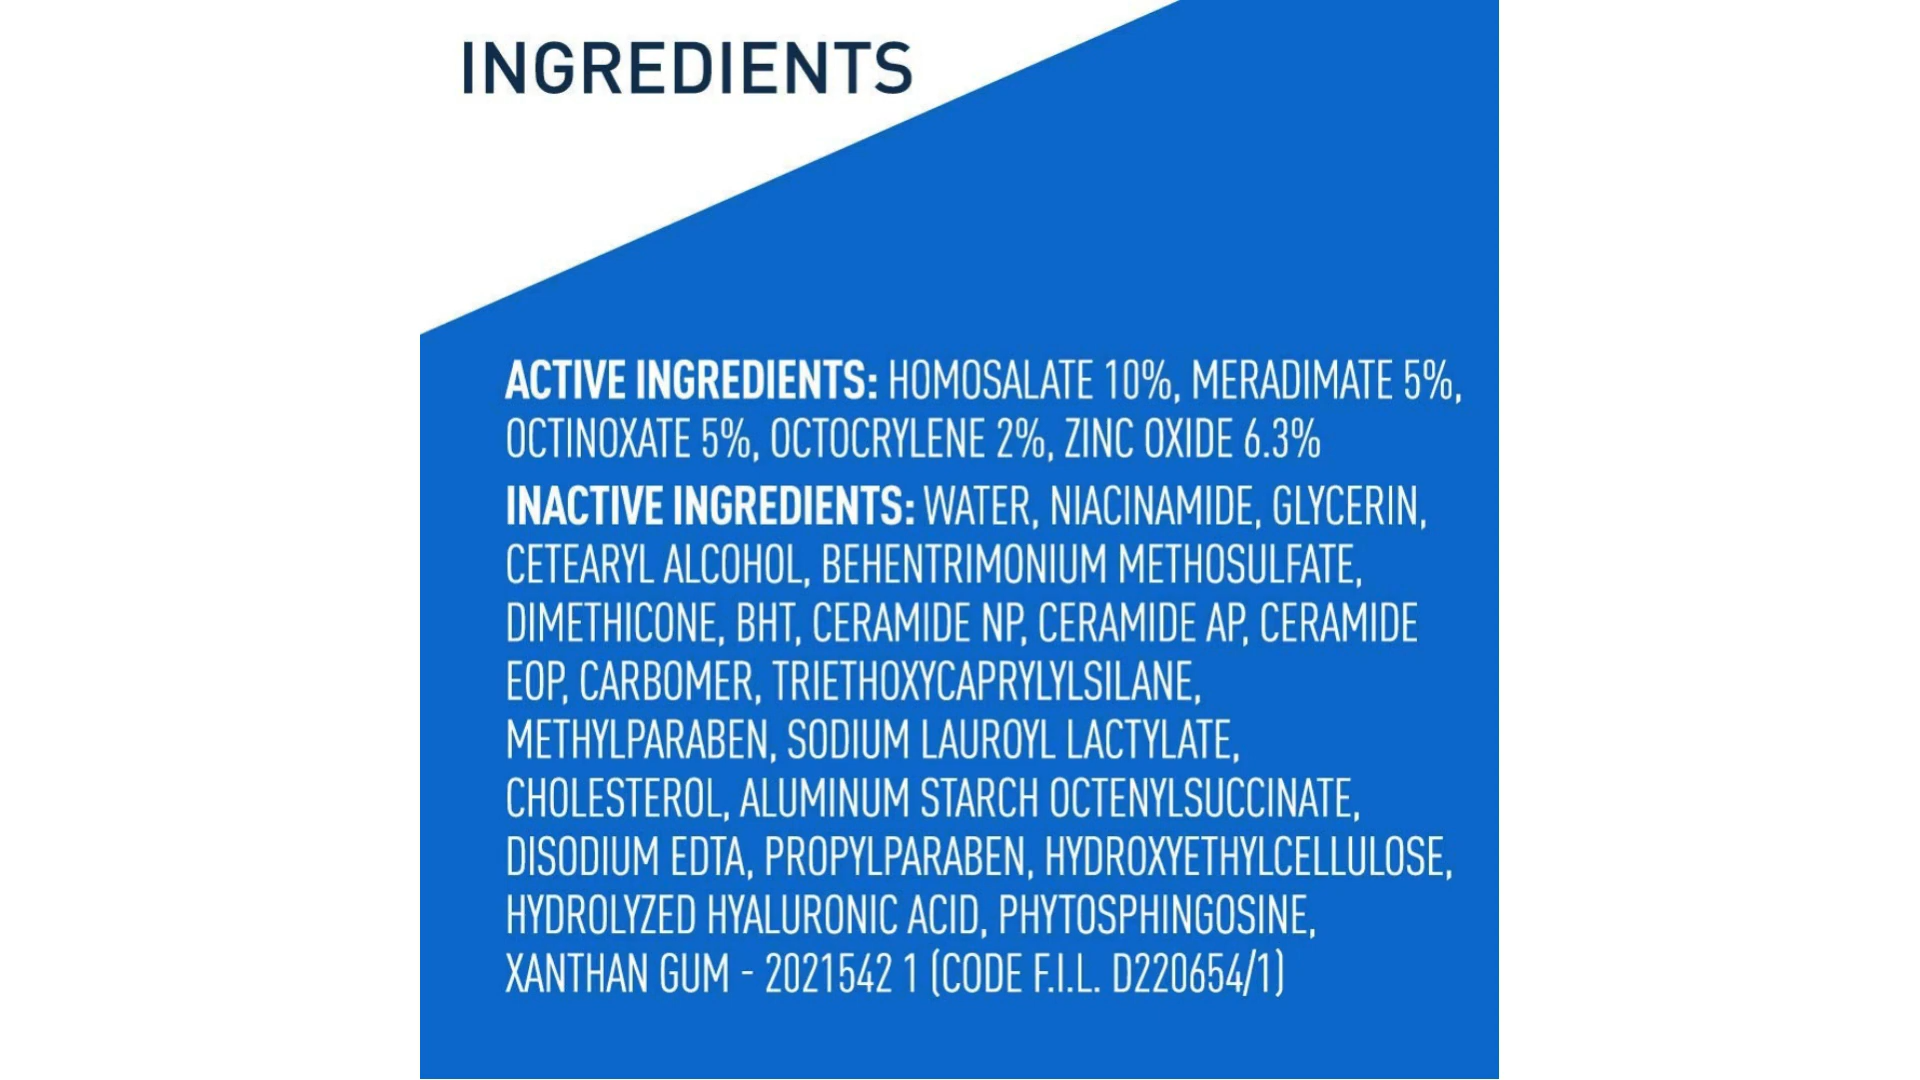 INGREDIENTS
ACTIVE INGREDIENTS: HOMOSALATE 10%, MERADIMATE 5%,
OCTINOXATE 5%, OCTOCRYLENE 2%, ZINC OXIDE 6.3%
INACTIVE INGREDIENTS: WATER, NIACINAMIDE, GLYCERIN,
CETEARYL ALCOHOL, BEHENTRIMONIUM METHOSULFATE,
DIMETHICONE, BHT, CERAMIDE NP, CERAMIDE AP, CERAMIDE
EOP, CARBOMER, TRIETHOXYCAPRYLYLSILANE,
METHYLPARABEN, SODIUM LAUROYL LACTYLATE,
CHOLESTEROL, ALUMINUM STARCH OCTENYLSUCCINATE,
DISODIUM EDTA, PROPYLPARABEN, HYDROXYETHYLCELLULOSE,
HYDROLYZED HYALURONIC ACID, PHYTOSPHINGOSINE,
XANTHAN GUM - 2021542 1 (CODE F.I.L. D220654/1)